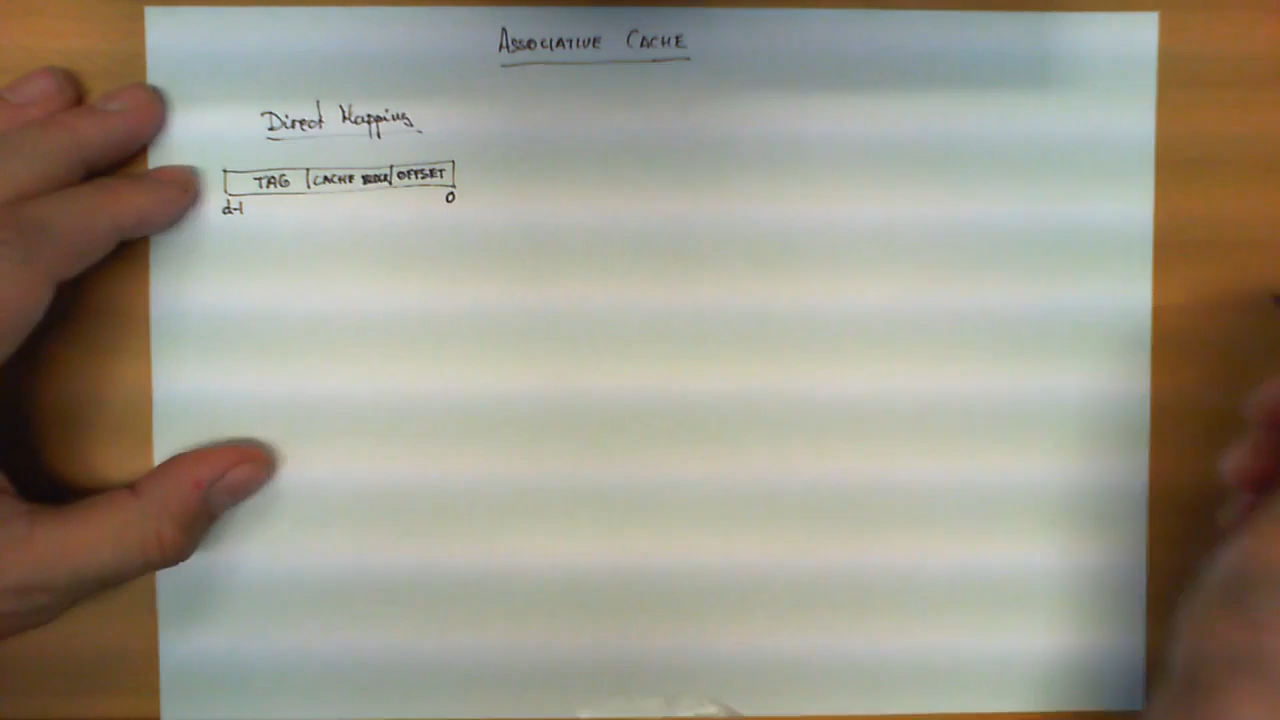 ASSOCIATIVE CACHE
Direct Mapping
TAG CACHE BLOCK OFFSET
d-1 0